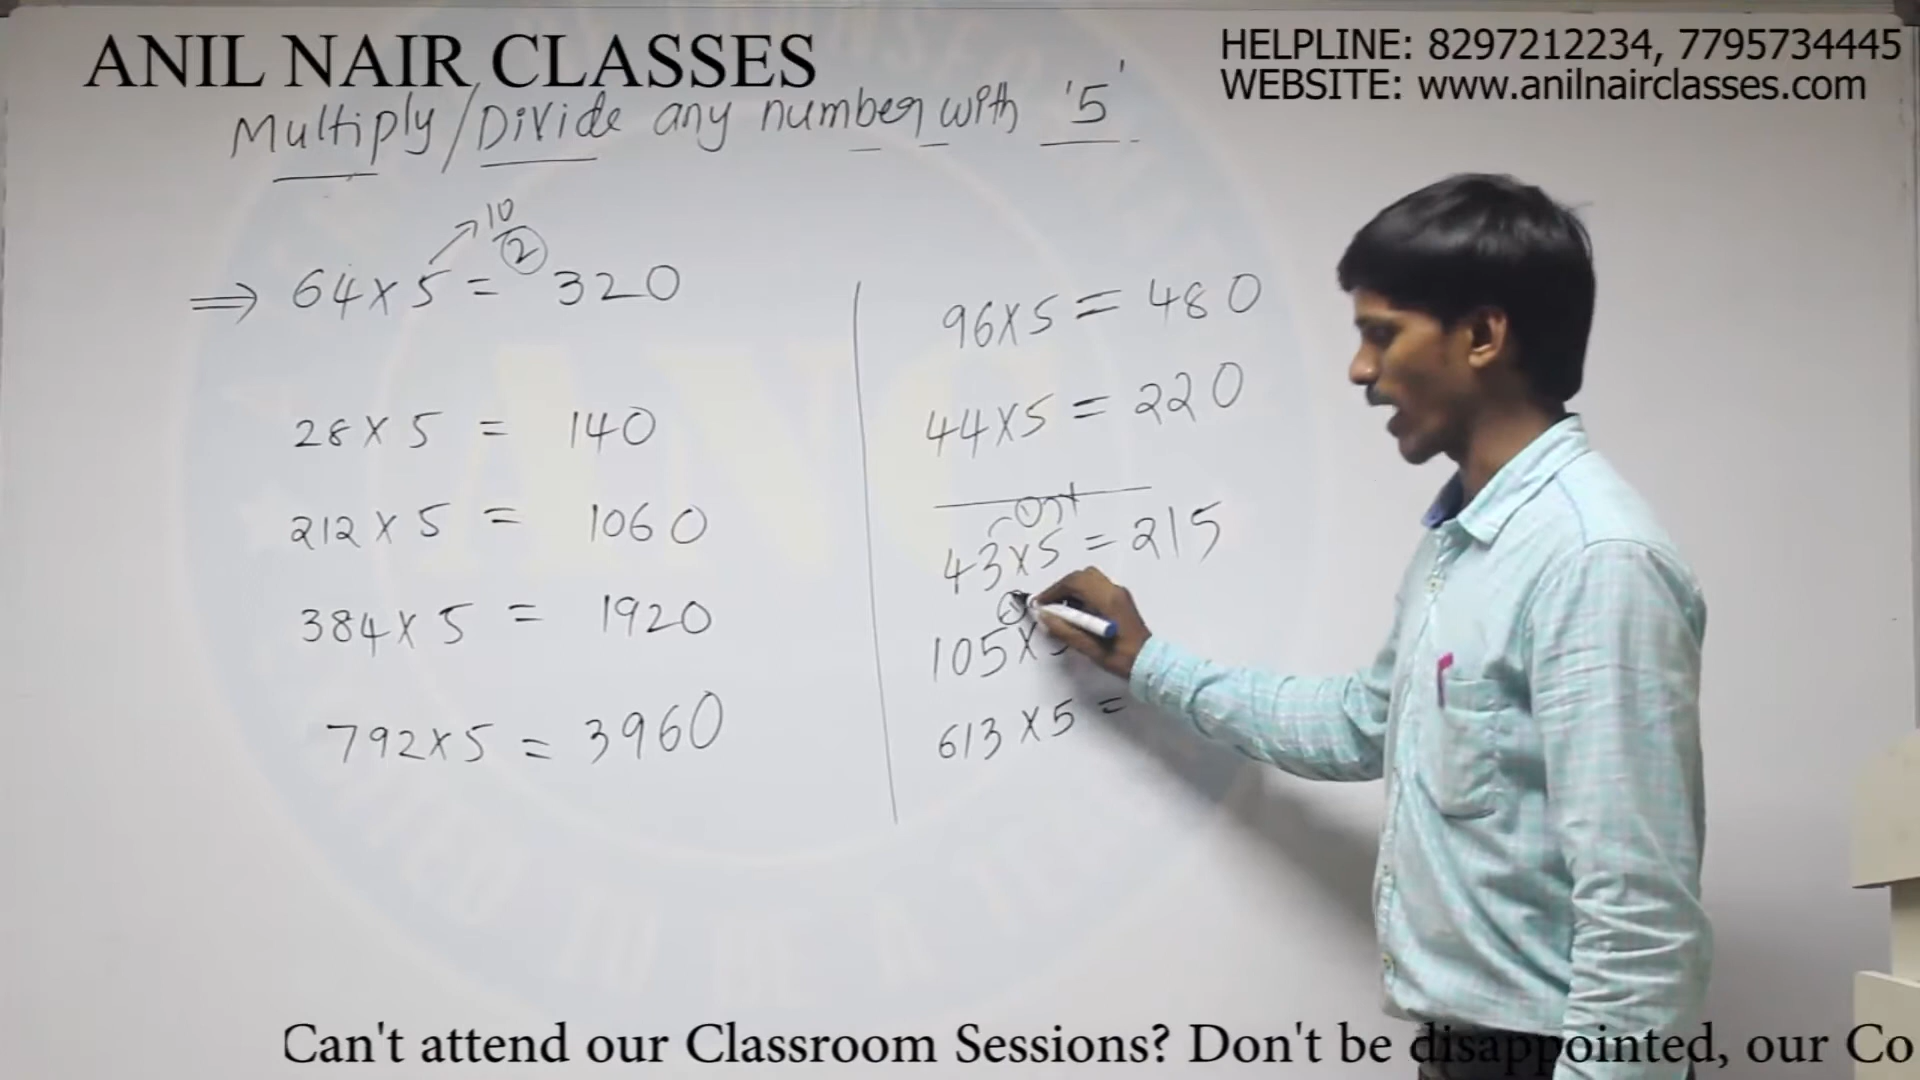 ANIL NAIR CLASSES
HELPLINE: 8297212234, 7795734445
WEBSITE: www.anilnairclasses.com
Multiply/Divide any number with '5'
10
2
⇒ 64×5 = 320
28×5 = 140
212×5 = 1060
384×5 = 1920
792×5 = 3960
96×5 = 480
44×5 = 220
43×5 = 215
105×5
613×5 =
ANC
Can't attend our Classroom Sessions? Don't be disappointed, our Co